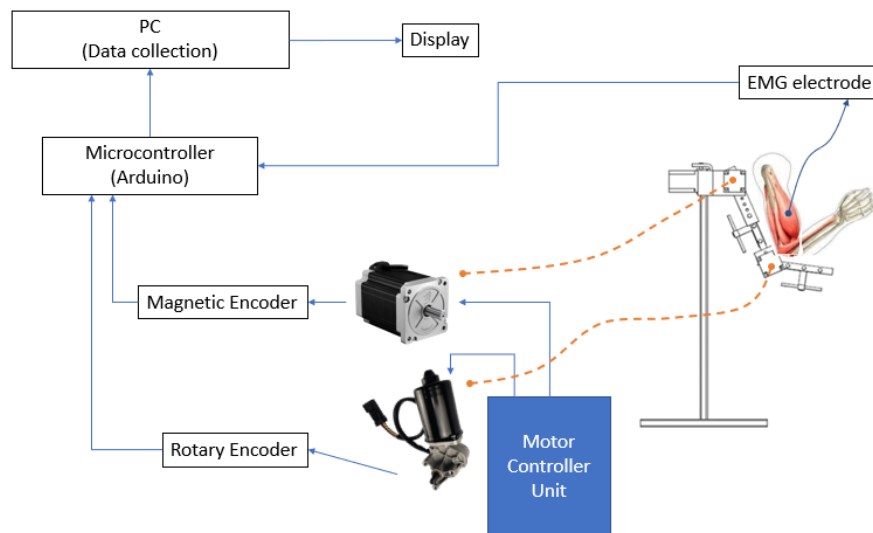 PC
(Data collection)
Display
EMG electrode
Microcontroller
(Arduino)
Magnetic Encoder
Rotary Encoder
Motor
Controller
Unit